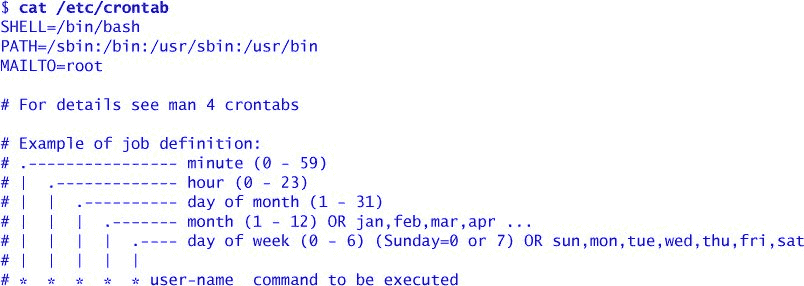 $ cat /etc/crontab
SHELL=/bin/bash
PATH=/sbin:/bin:/usr/sbin:/usr/bin
MAILTO=root

# For details see man 4 crontabs

# Example of job definition:
# .---------------- minute (0 - 59)
# |  .------------- hour (0 - 23)
# |  |  .---------- day of month (1 - 31)
# |  |  |  .------- month (1 - 12) OR jan,feb,mar,apr ...
# |  |  |  |  .---- day of week (0 - 6) (Sunday=0 or 7) OR sun,mon,tue,wed,thu,fri,sat
# |  |  |  |  |
# *  *  *  *  * user-name  command to be executed